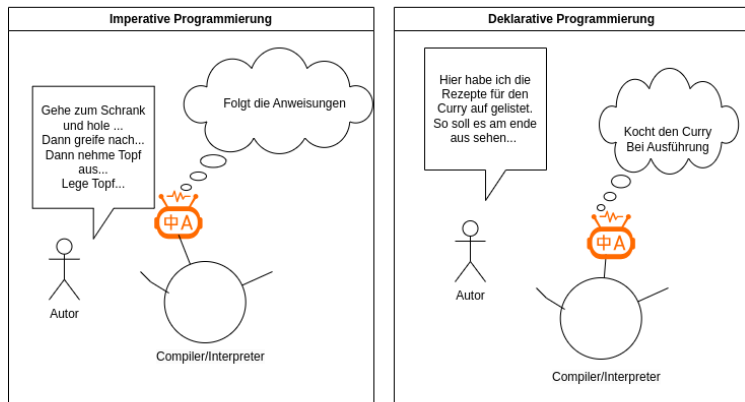 Imperative Programmierung
Gehe zum Schrank
und hole ...
Dann greife nach...
Dann nehme Topf
aus...
Lege Topf...
Folgt die Anweisungen
中A
Autor
Compiler/Interpreter
Deklarative Programmierung
Hier habe ich die
Rezepte für den
Curry auf gelistet.
So soll es am ende
aus sehen...
Kocht den Curry
Bei Ausführung
中A
Autor
Compiler/Interpreter